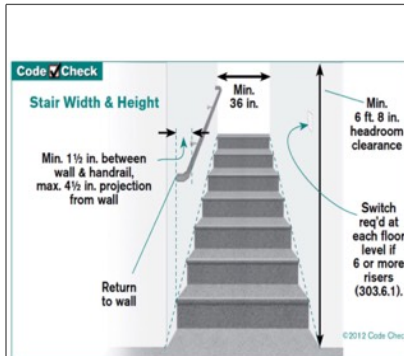 Code Check
Stair Width & Height
Min.
36 in.
Min.
6 ft. 8 in.
headroom
clearance
Min. 1½ in. between
wall & handrail,
max. 4½ in. projection
from wall
Switch
req'd at
each floor
level if
6 or more
risers
(303.6.1).
Return
to wall
©2012 Code Check